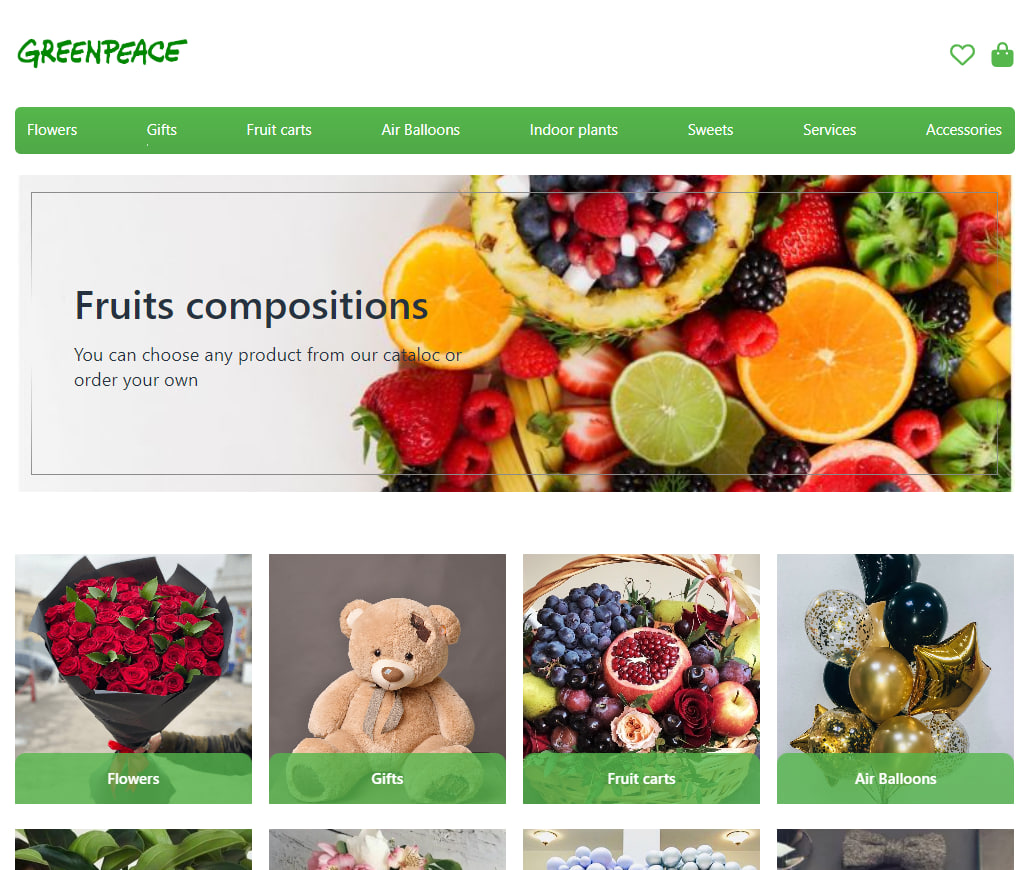 GREENPEACE
Flowers Gifts Fruit carts Air Balloons Indoor plants Sweets Services Accessories
Fruits compositions
You can choose any product from our cataloc or
order your own
Flowers Gifts Fruit carts Air Balloons